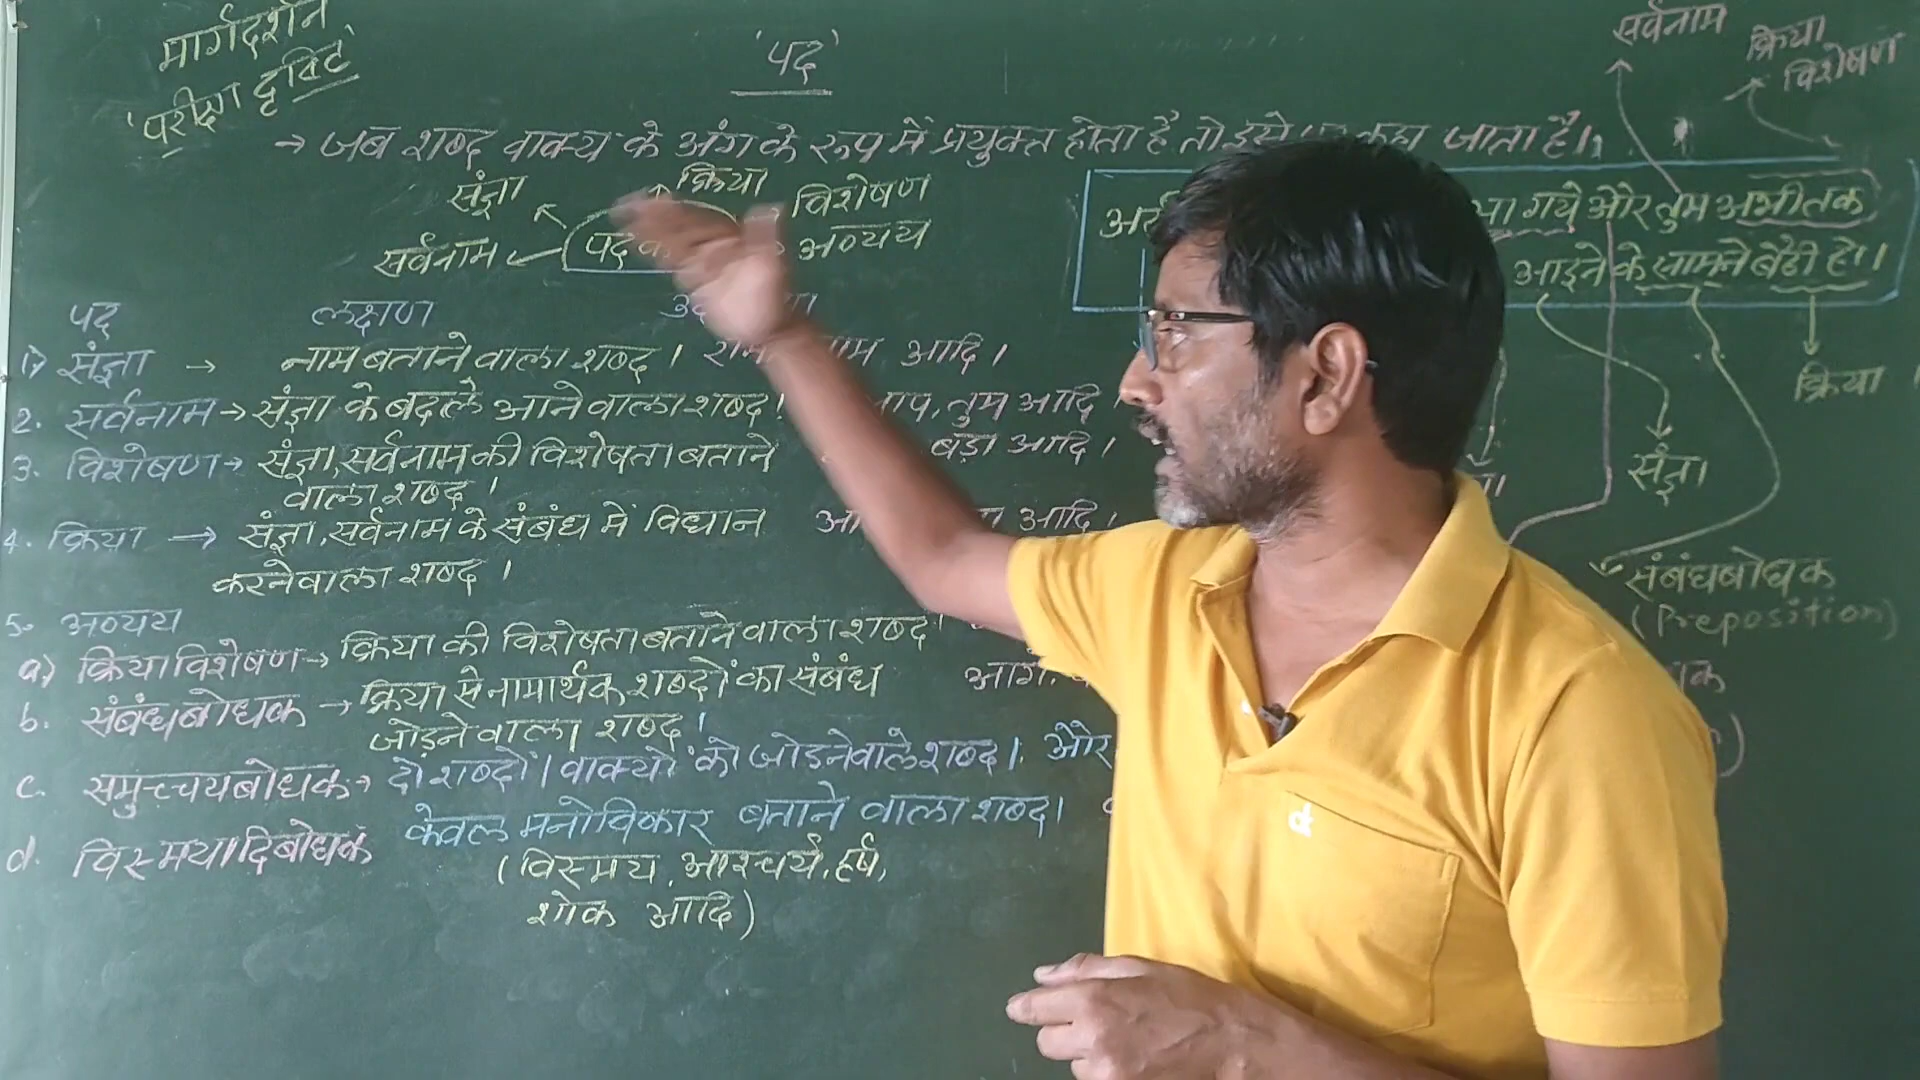 मार्गदर्शन
'परीक्षा दृष्टि'
'पद'
→ जब शब्द वाक्य के अंग के रूप में प्रयुक्त होता है तो इसे कहा जाता है।
संज्ञा
क्रिया
विशेषण
सर्वनाम
अव्यय
पद
लक्षण
1) संज्ञा → नाम बताने वाला शब्द। आदि।
2. सर्वनाम → संज्ञा के बदले आने वाला शब्द। तुम आदि
3. विशेषण → संज्ञा, सर्वनाम की विशेषता बताने बड़ा आदि।
वाला शब्द।
4. क्रिया → संज्ञा, सर्वनाम के संबंध में विधान आदि।
करनेवाला शब्द।
5. अव्यय
a) क्रियाविशेषण → क्रिया की विशेषता बताने वाला शब्द।
b. संबंधबोधक → क्रिया से नामार्थक शब्दों का संबंध
जोड़ने वाला शब्द।
c. समुच्चयबोधक → दो शब्दों/वाक्यों को जोड़नेवाले शब्द। और
d. विस्मयादिबोधक केवल मनोविकार बताने वाला शब्द।
(विस्मय, आश्चर्य, हर्ष,
शोक आदि)
सर्वनाम
क्रिया
विशेषण
गये और तुम अभी तक
आइने के सामने बैठी हो।
क्रिया
संज्ञा
संबंधबोधक
(Preposition)